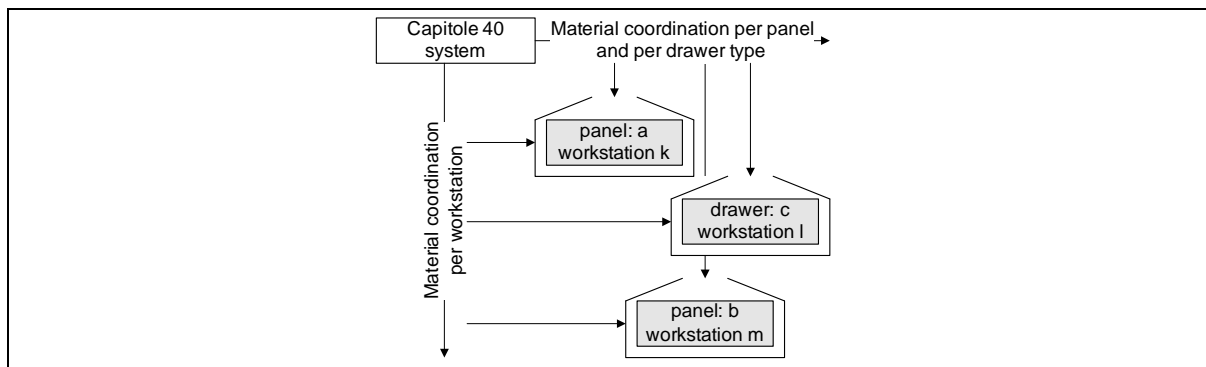 Capitole 40
system
Material coordination per panel
and per drawer type
Material coordination
per workstation
panel: a
workstation k
drawer: c
workstation l
panel: b
workstation m